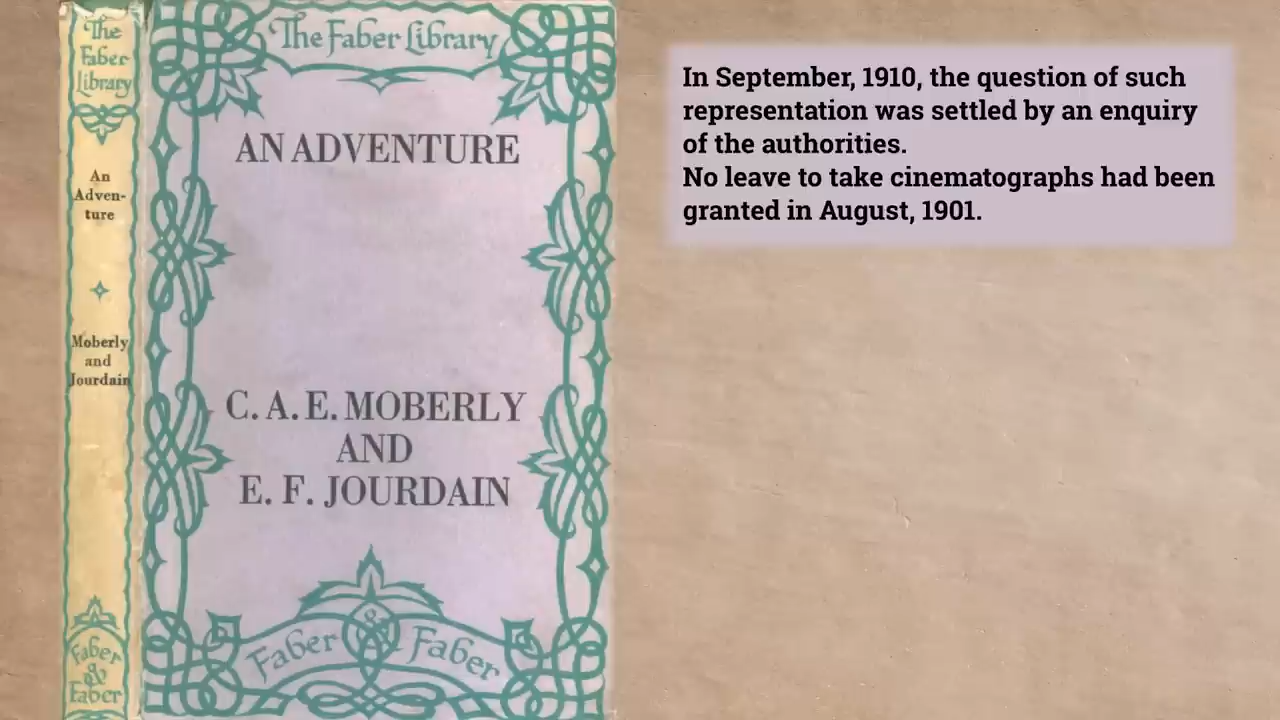 The
Faber
Library
An
Adven-
ture
Moberly
and
Jourdain
Faber
&
Faber
The Faber Library
AN ADVENTURE
C. A. E. MOBERLY
AND
E. F. JOURDAIN
Faber & Faber
In September, 1910, the question of such
representation was settled by an enquiry
of the authorities.
No leave to take cinematographs had been
granted in August, 1901.